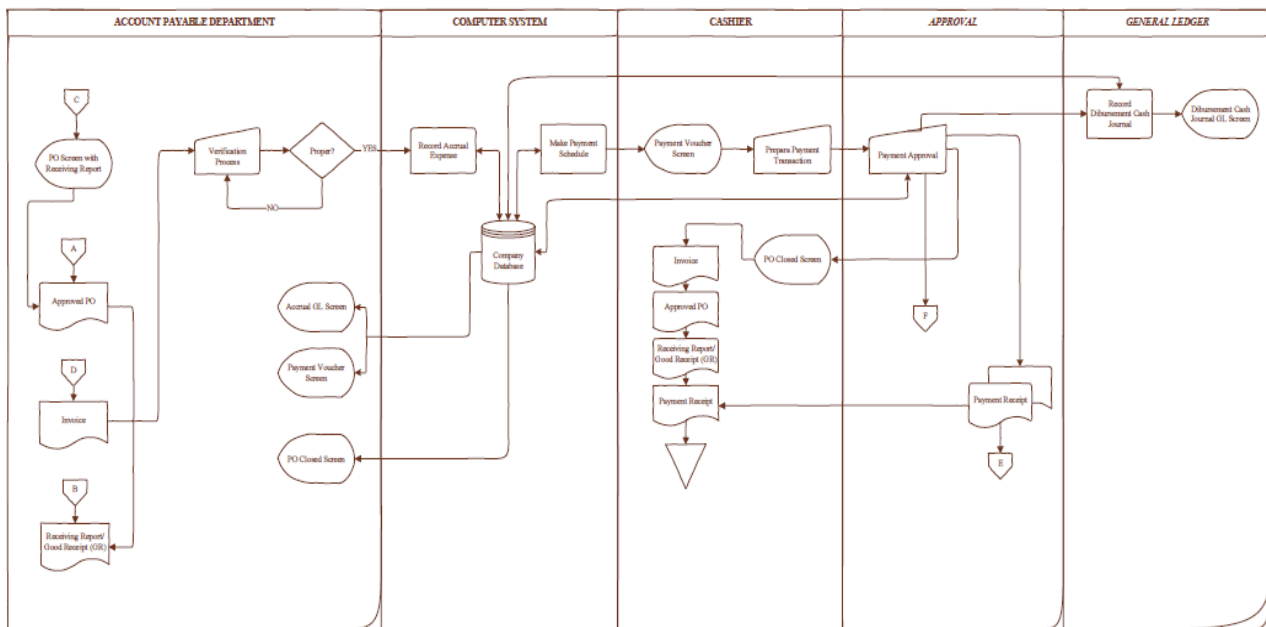 ACCOUNT PAYABLE DEPARTMENT
COMPUTER SYSTEM
CASHIER
APPROVAL
GENERAL LEDGER
C
PO Screen with
Receiving Report
Verification
Process
Proper?
YES
NO
Record Accrual
Expense
Make Payment
Schedule
Payment Voucher
Screen
Prepara Payment
Transaction
Payment Approval
Record
Dibursement Cash
Journal
Dibursement Cash
Journal GL Screen
A
Approved PO
Company
Database
Invoice
PO Closed Screen
Accrual GL Screen
Approved PO
F
D
Payment Voucher
Screen
Receiving Report/
Good Receipt (GR)
Invoice
Payment Receipt
Payment Receipt
PO Closed Screen
E
B
Receiving Report/
Good Receipt (GR)